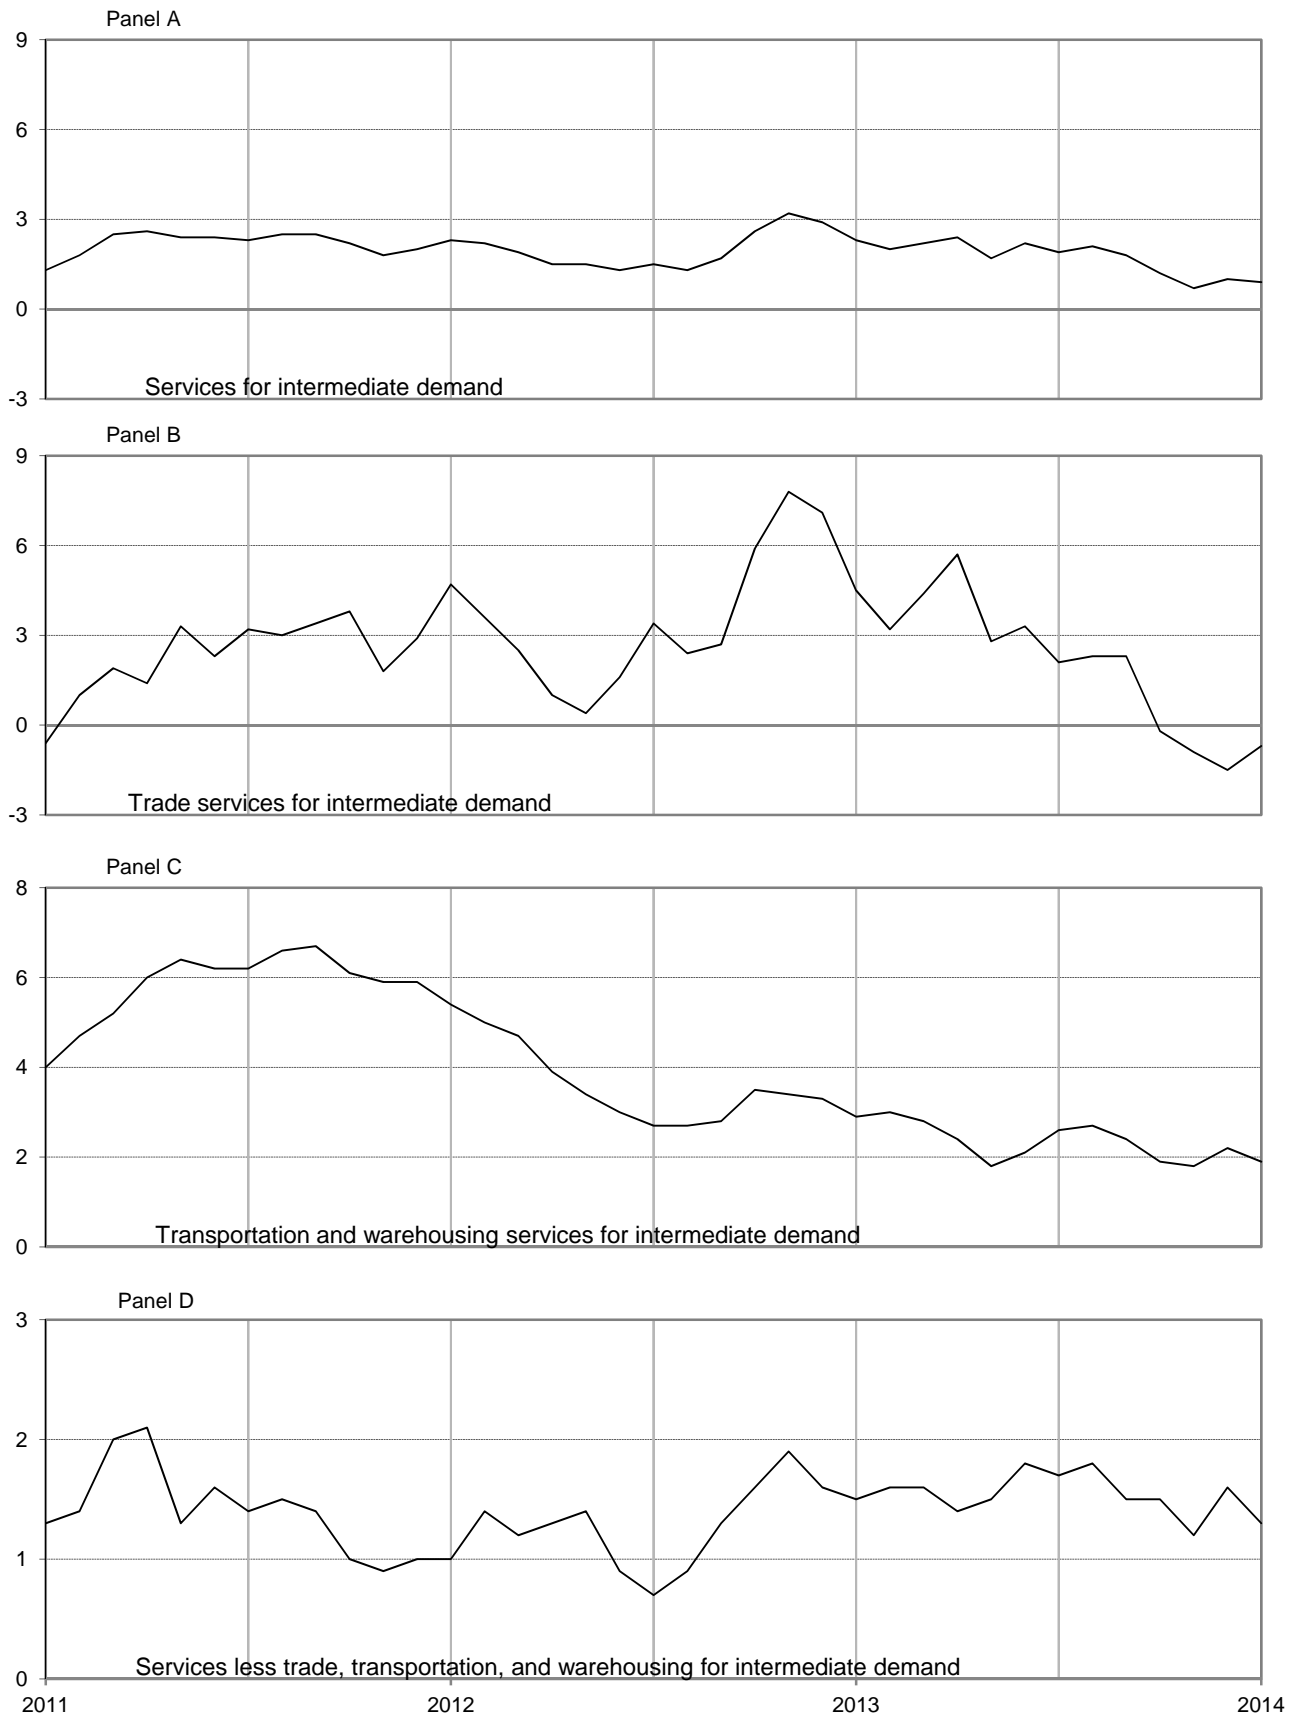 Panel A
9
6
3
0
-3
Services for intermediate demand
Panel B
9
6
3
0
-3
Trade services for intermediate demand
Panel C
8
6
4
2
0
Transportation and warehousing services for intermediate demand
Panel D
3
2
1
0
Services less trade, transportation, and warehousing for intermediate demand
2011 2012 2013 2014